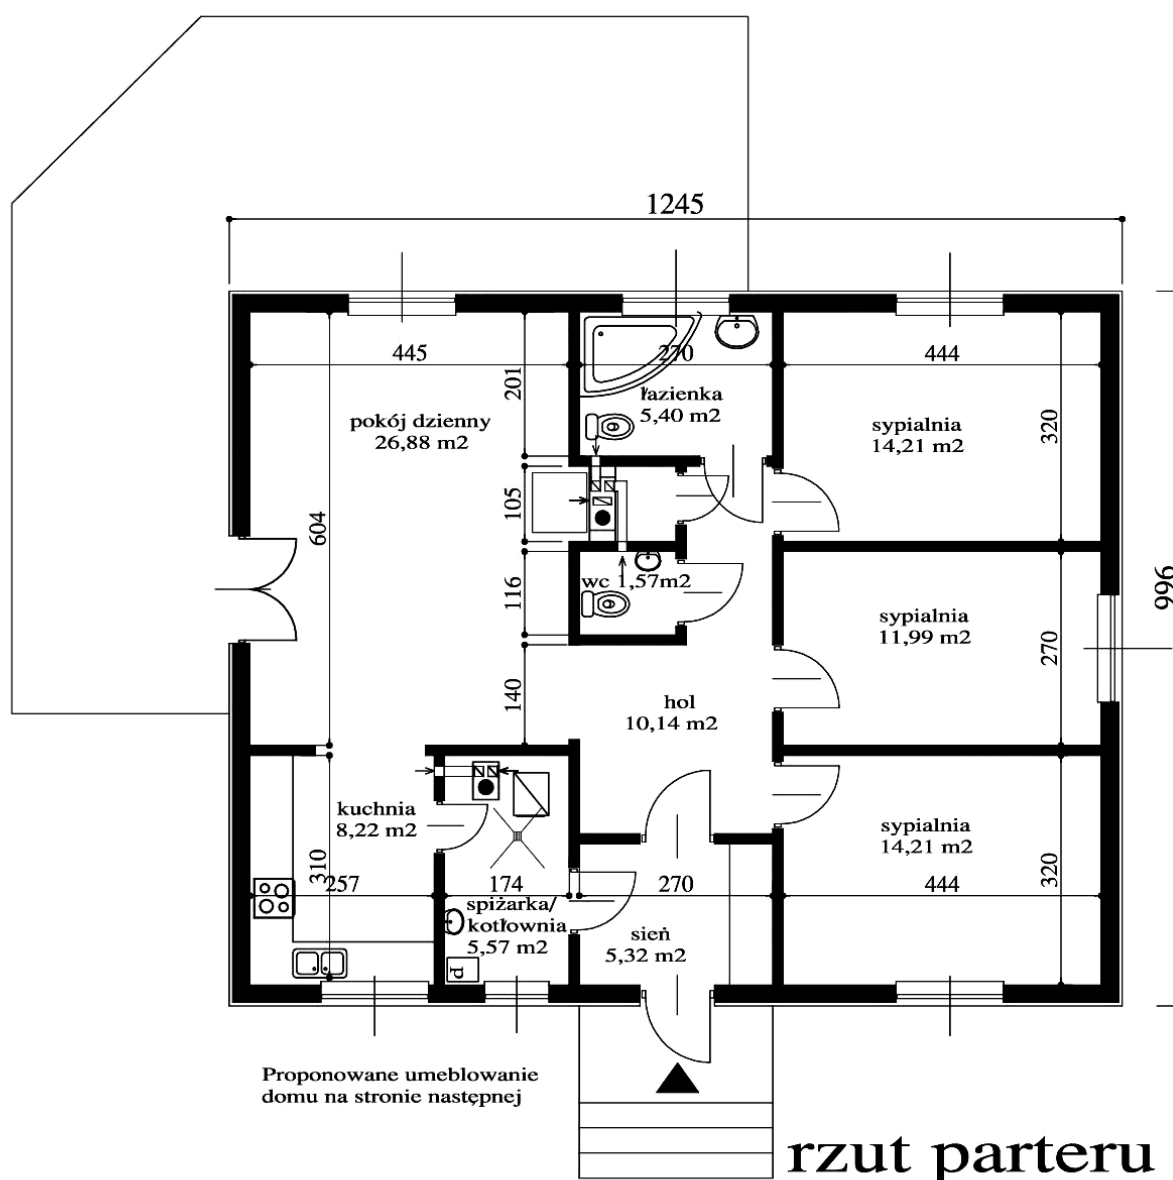 1245
445
270
444
201
łazienka
5,40 m2
pokój dzienny
26,88 m2
sypialnia
14,21 m2
320
105
604
116
wc 1,57m2
sypialnia
11,99 m2
270
996
140
hol
10,14 m2
kuchnia
8,22 m2
sypialnia
14,21 m2
310
257
174
270
444
320
spiżarka/
kotłownia
5,57 m2
sień
5,32 m2
P
Proponowane umeblowanie
domu na stronie następnej
rzut parteru